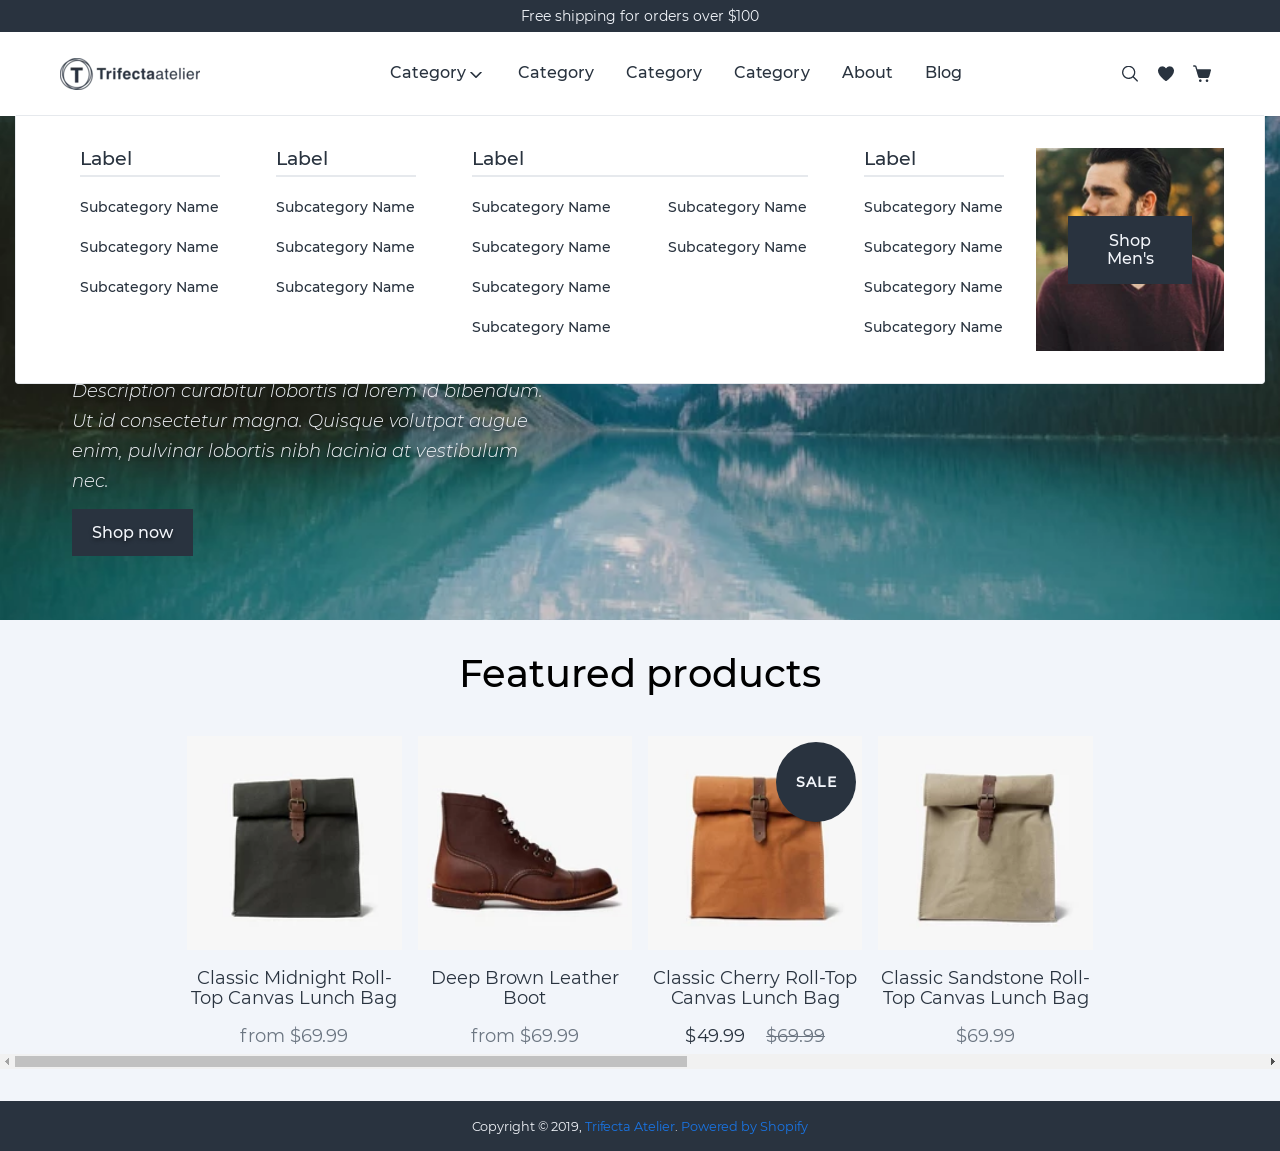 Free shipping for orders over $100
Trifectaatelier
Category Category Category Category About Blog
Label Label Label Label
Subcategory Name Subcategory Name Subcategory Name Subcategory Name Subcategory Name
Subcategory Name Subcategory Name Subcategory Name Subcategory Name Subcategory Name
Subcategory Name Subcategory Name Subcategory Name Subcategory Name
Subcategory Name Subcategory Name
Shop
Men's
Description curabitur lobortis id lorem id bibendum.
Ut id consectetur magna. Quisque volutpat augue
enim, pulvinar lobortis nibh lacinia at vestibulum
nec.
Shop now
Featured products
SALE
Classic Midnight Roll-
Top Canvas Lunch Bag
from $69.99
Deep Brown Leather
Boot
from $69.99
Classic Cherry Roll-Top
Canvas Lunch Bag
$49.99 $69.99
Classic Sandstone Roll-
Top Canvas Lunch Bag
$69.99
Copyright © 2019, Trifecta Atelier. Powered by Shopify